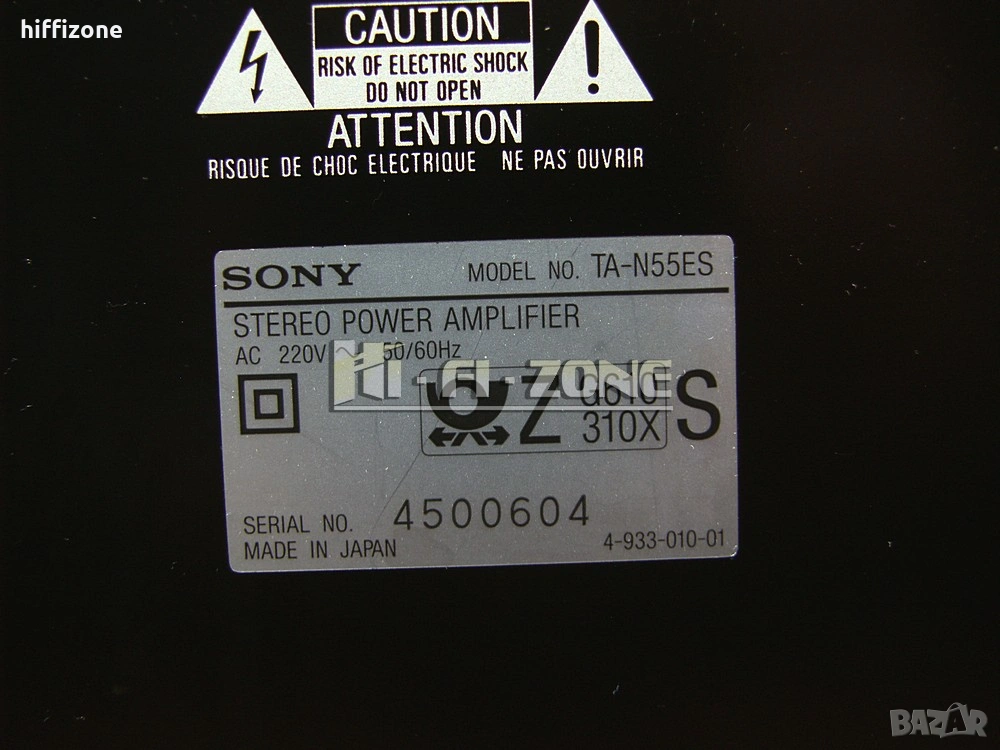 hiffizone
CAUTION
RISK OF ELECTRIC SHOCK
DO NOT OPEN
ATTENTION
RISQUE DE CHOC ELECTRIQUE NE PAS OUVRIR
SONY MODEL NO. TA-N55ES
STEREO POWER AMPLIFIER
AC 220V 50/60Hz
HI-FI-ZONE
Z G610 S
310X
SERIAL NO. 4500604
MADE IN JAPAN 4-933-010-01
BAZAR